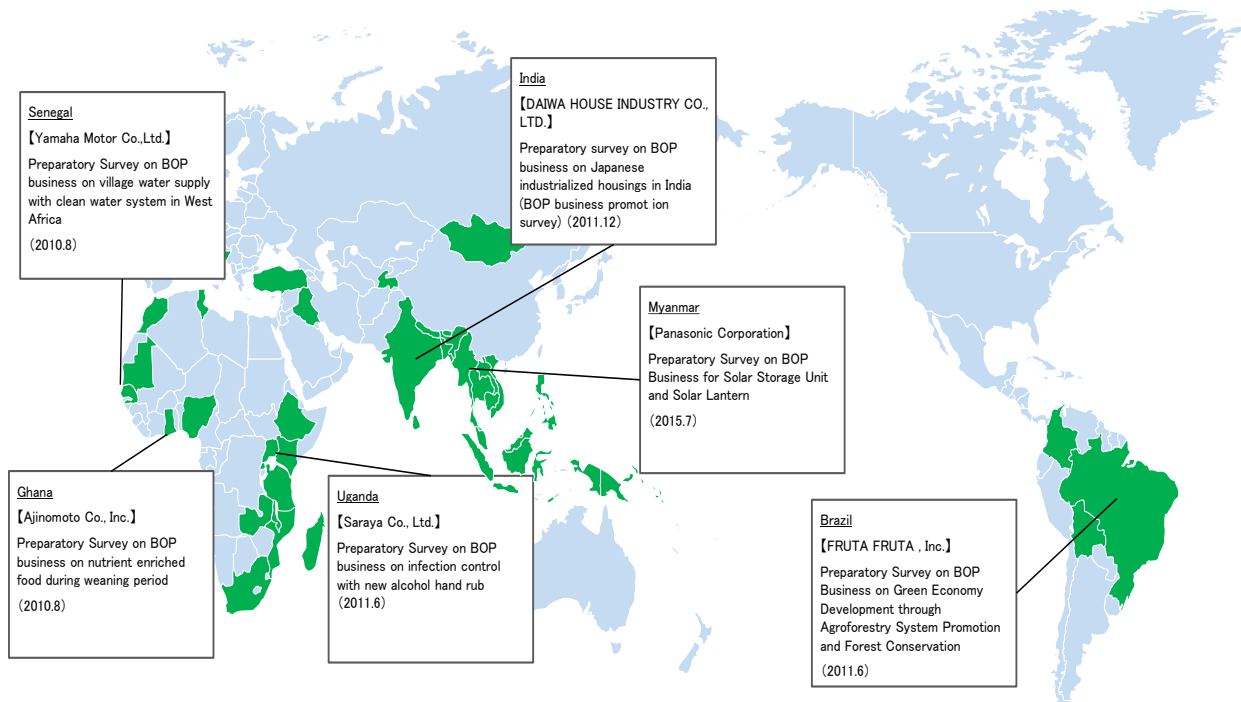 Senegal
【Yamaha Motor Co.,Ltd.】
Preparatory Survey on BOP
business on village water supply
with clean water system in West
Africa
(2010.8)
India
【DAIWA HOUSE INDUSTRY CO.,
LTD.】
Preparatory survey on BOP
business on Japanese
industrialized housings in India
(BOP business promot ion
survey) (2011.12)
Myanmar
【Panasonic Corporation】
Preparatory Survey on BOP
Business for Solar Storage Unit
and Solar Lantern
(2015.7)
Ghana
【Ajinomoto Co., Inc.】
Preparatory Survey on BOP
business on nutrient enriched
food during weaning period
(2010.8)
Uganda
【Saraya Co., Ltd.】
Preparatory Survey on BOP
business on infection control
with new alcohol hand rub
(2011.6)
Brazil
【FRUTA FRUTA , Inc.】
Preparatory Survey on BOP
Business on Green Economy
Development through
Agroforestry System Promotion
and Forest Conservation
(2011.6)